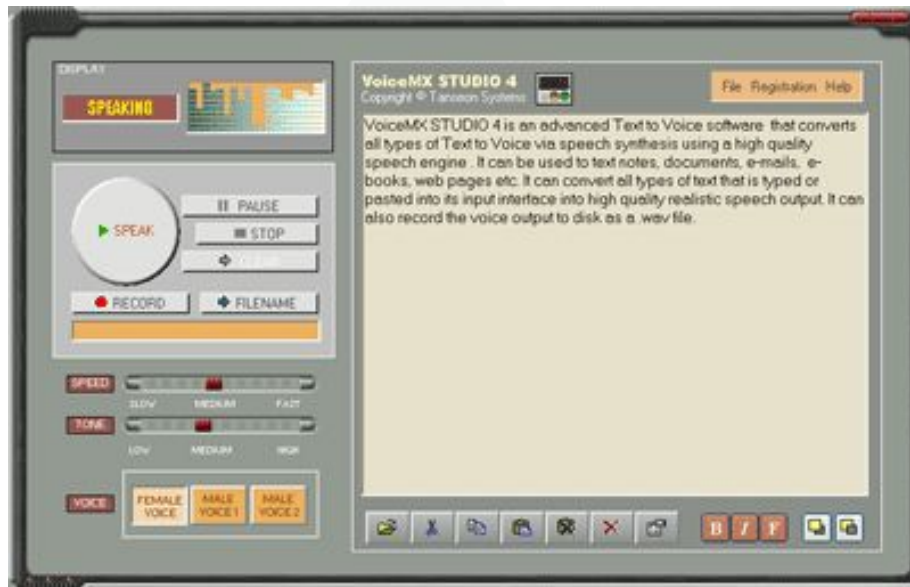 DISPLAY
SPEAKING
SPEAK
PAUSE
STOP
RECORD
FILENAME
SPEED
SLOW MEDIUM FAST
TONE
LOW MEDIUM HIGH
VOICE
FEMALE VOICE
MALE VOICE 1
MALE VOICE 2
VoiceMX STUDIO 4
Copyright © Tanseon Systems
File Registration Help
VoiceMX STUDIO 4 is an advanced Text to Voice software that converts
all types of Text to Voice via speech synthesis using a high quality
speech engine . It can be used to text notes, documents, e-mails, e-
books, web pages etc. It can convert all types of text that is typed or
pasted into its input interface into high quality realistic speech output. It can
also record the voice output to disk as a .wav file.
B I F